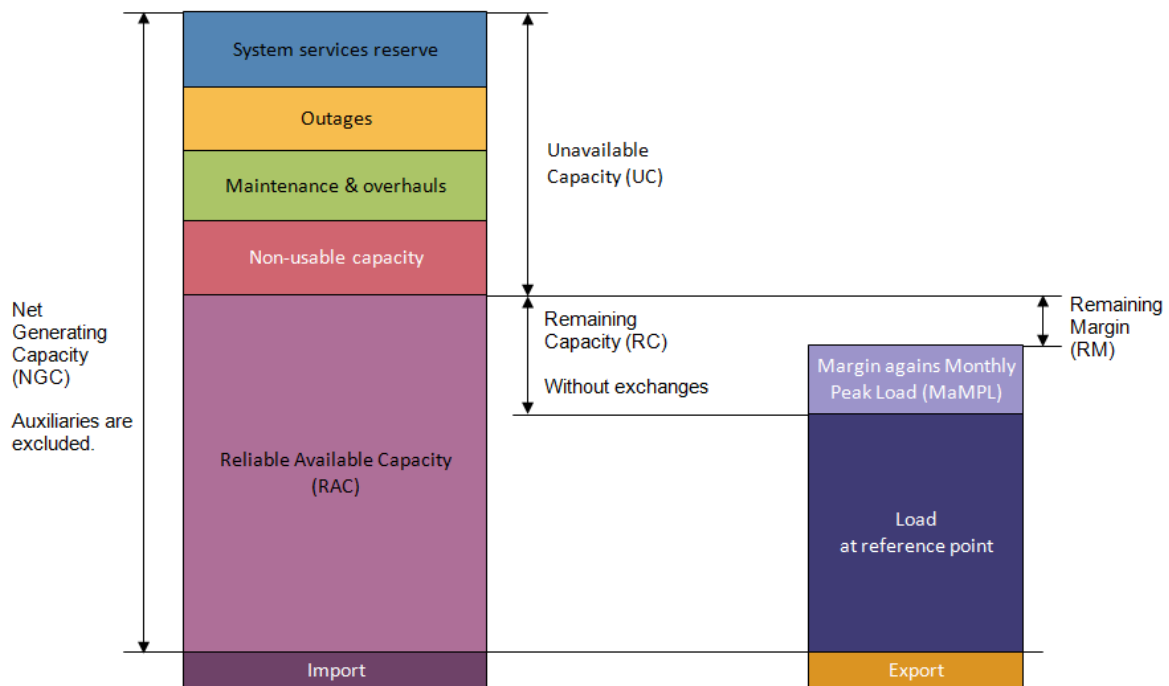 System services reserve
Outages
Maintenance & overhauls
Non-usable capacity
Reliable Available Capacity
(RAC)
Import
Net
Generating
Capacity
(NGC)
Auxiliaries are
excluded.
Unavailable
Capacity (UC)
Remaining
Capacity (RC)
Without exchanges
Remaining
Margin
(RM)
Margin agains Monthly
Peak Load (MaMPL)
Load
at reference point
Export